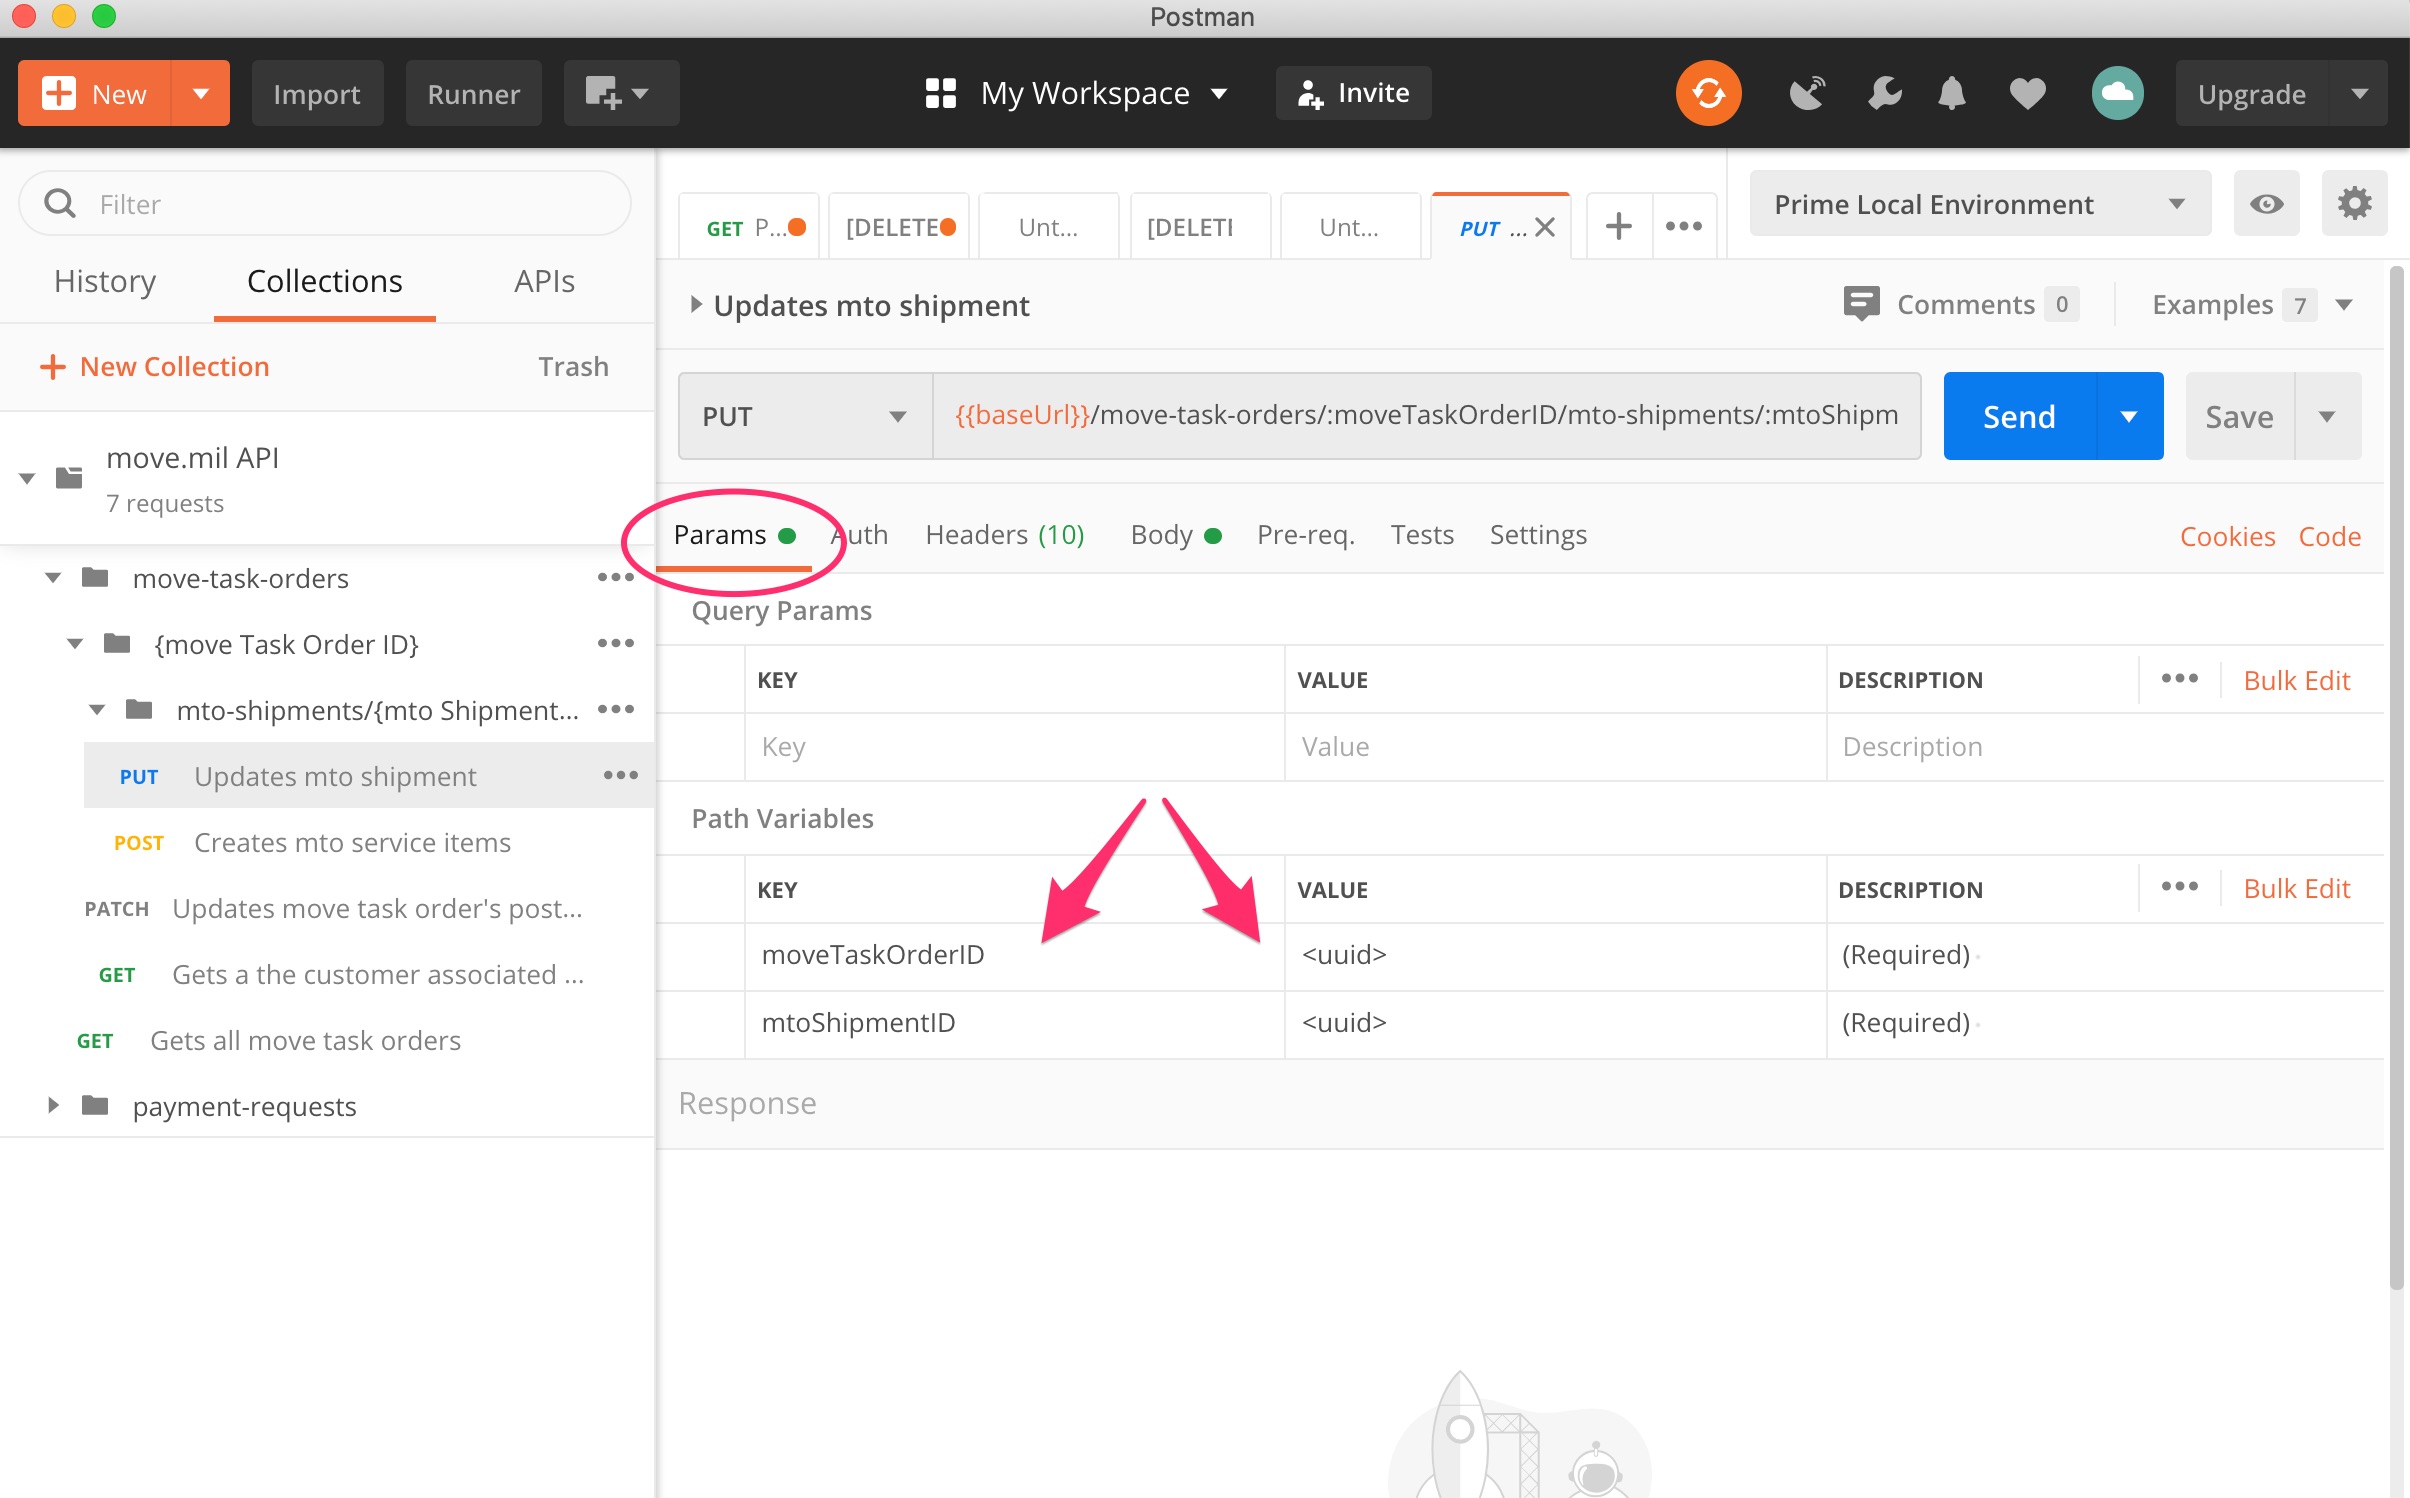 Postman
New
Import
Runner
My Workspace
Invite
Upgrade
Filter
History
Collections
APIs
New Collection
Trash
move.mil API
7 requests
move-task-orders
{move Task Order ID}
mto-shipments/{mto Shipment...
PUT Updates mto shipment
POST Creates mto service items
PATCH Updates move task order's post...
GET Gets a the customer associated ...
GET Gets all move task orders
payment-requests
GET P...
[DELETE
Unt...
[DELETE
Unt...
PUT ...
Prime Local Environment
Updates mto shipment
Comments 0
Examples 7
PUT
{{baseUrl}}/move-task-orders/:moveTaskOrderID/mto-shipments/:mtoShipm
Send
Save
Params
Auth
Headers (10)
Body
Pre-req.
Tests
Settings
Cookies
Code
Query Params
KEY VALUE DESCRIPTION Bulk Edit
Key Value Description
Path Variables
KEY VALUE DESCRIPTION Bulk Edit
moveTaskOrderID <uuid> (Required)
mtoShipmentID <uuid> (Required)
Response